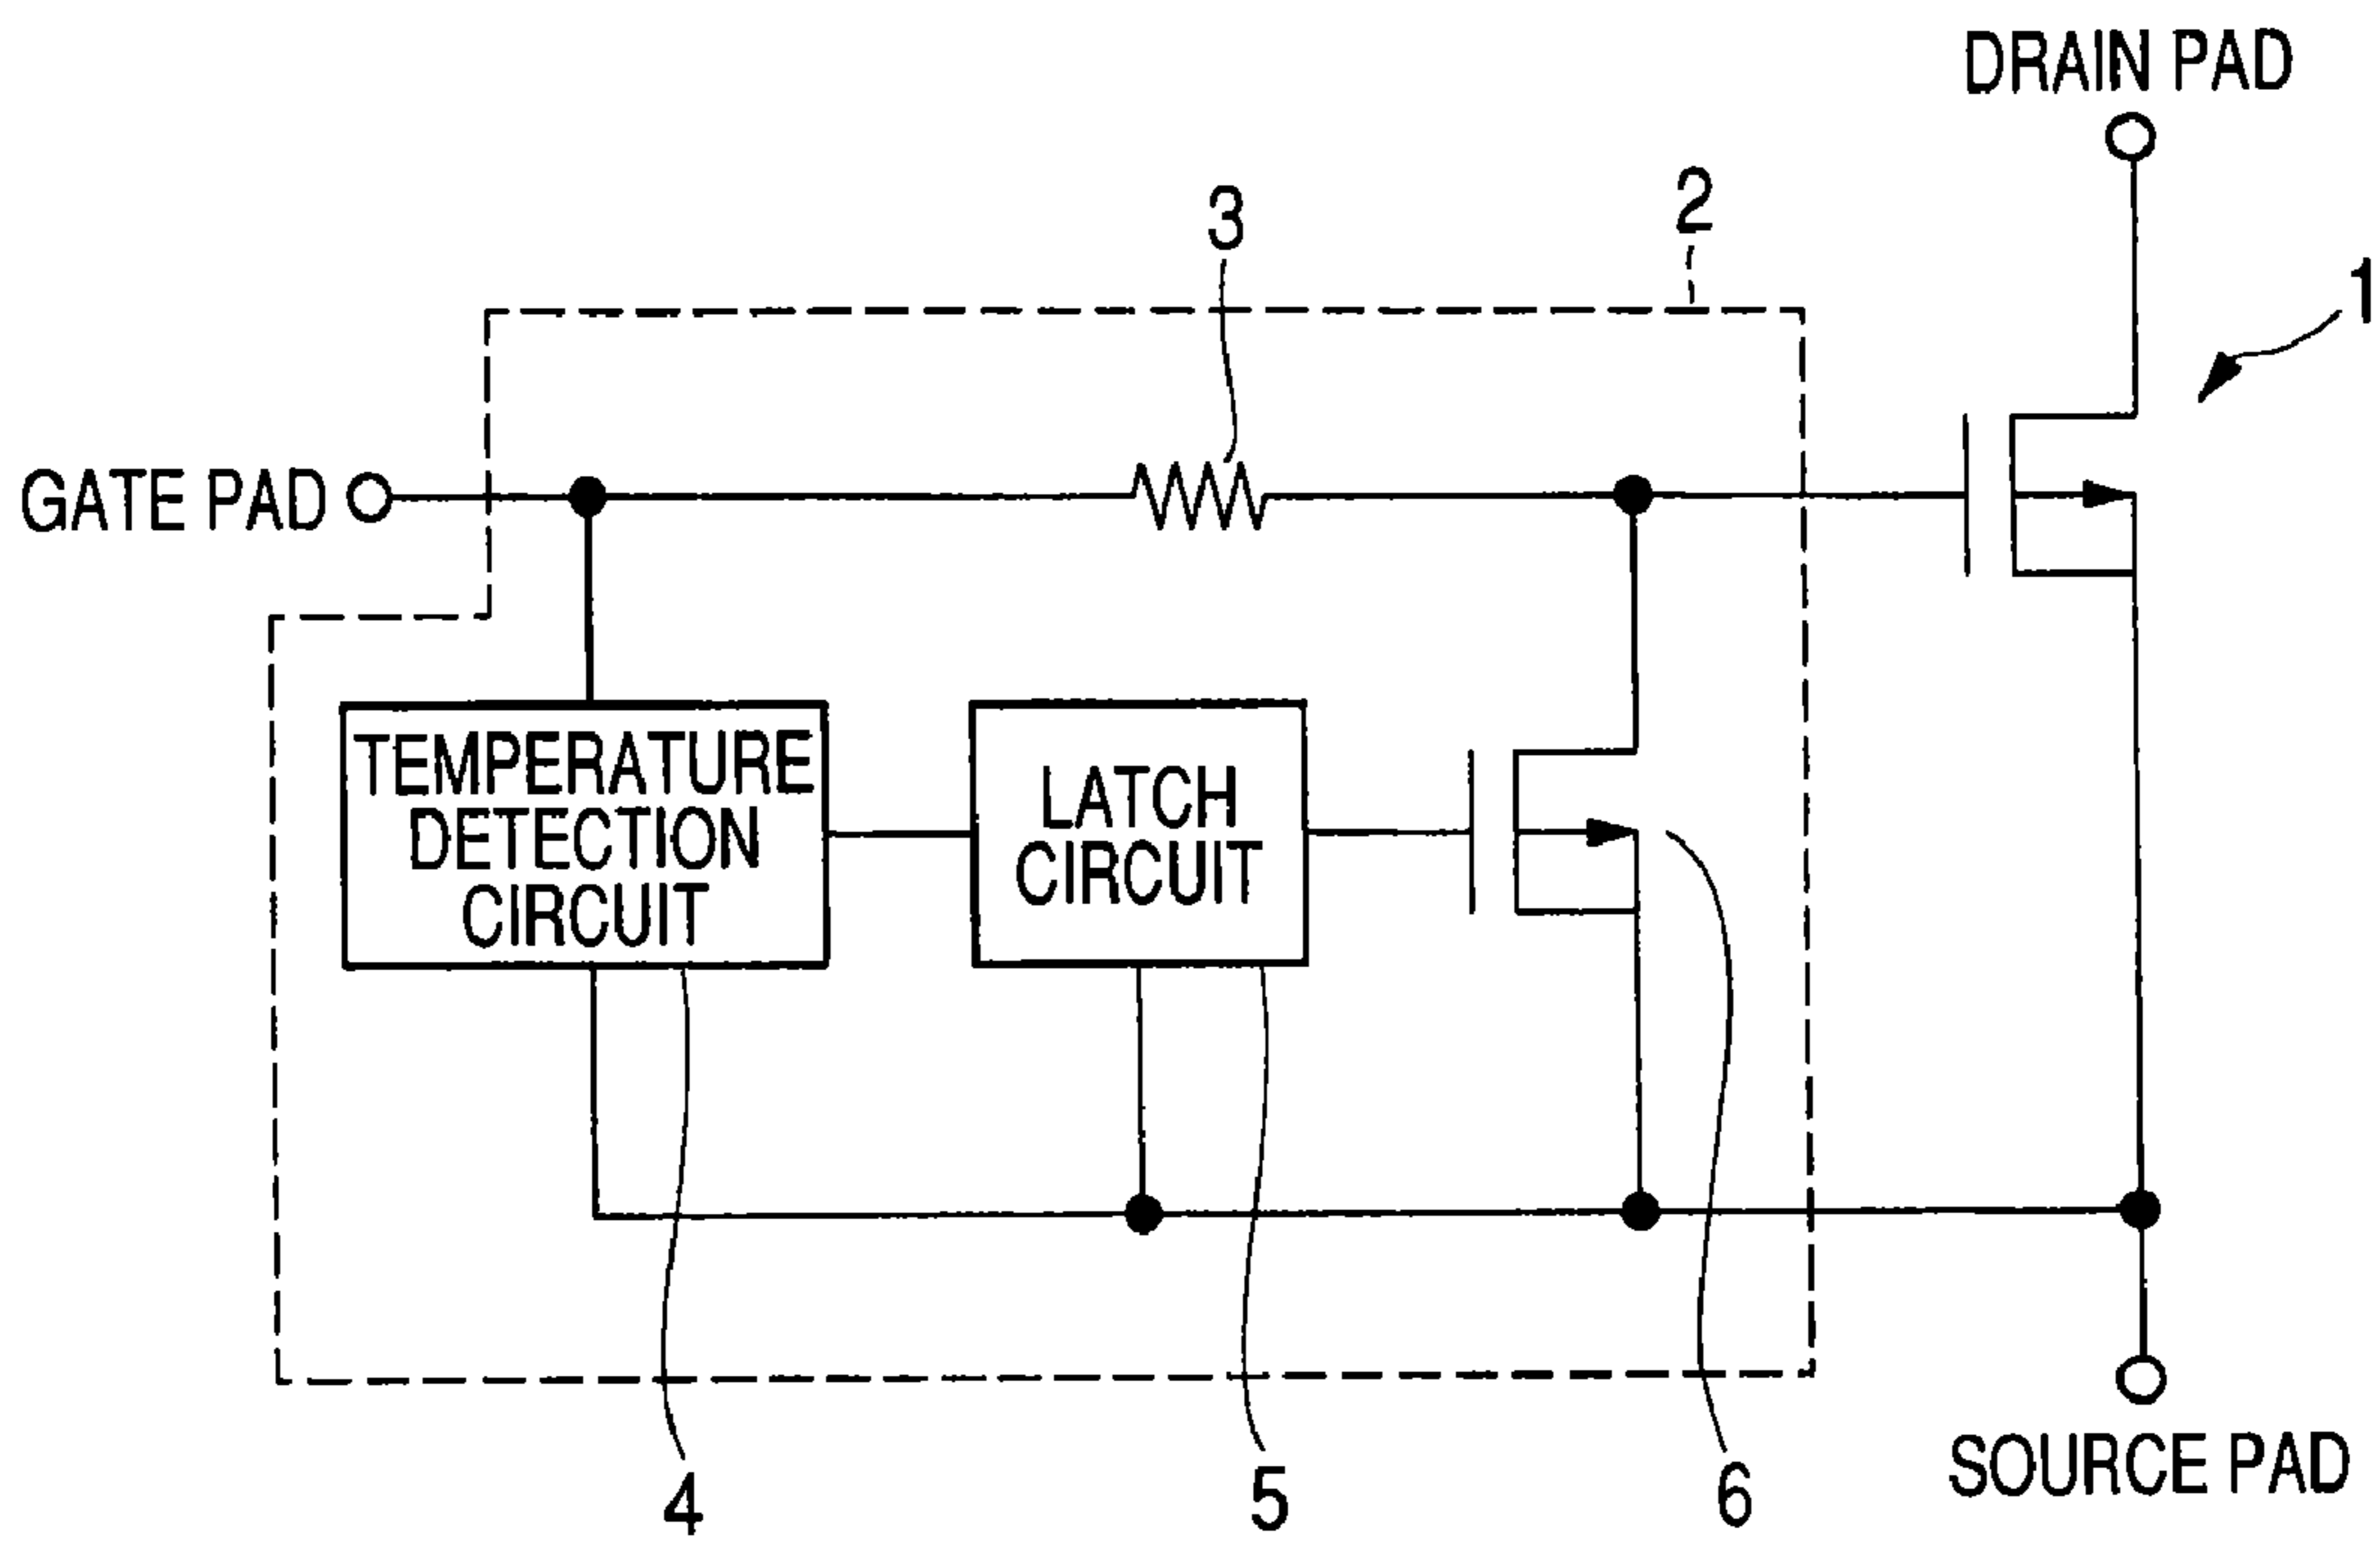 DRAIN PAD
2
3
1
GATE PAD
TEMPERATURE
DETECTION
CIRCUIT
LATCH
CIRCUIT
SOURCE PAD
4
5
6